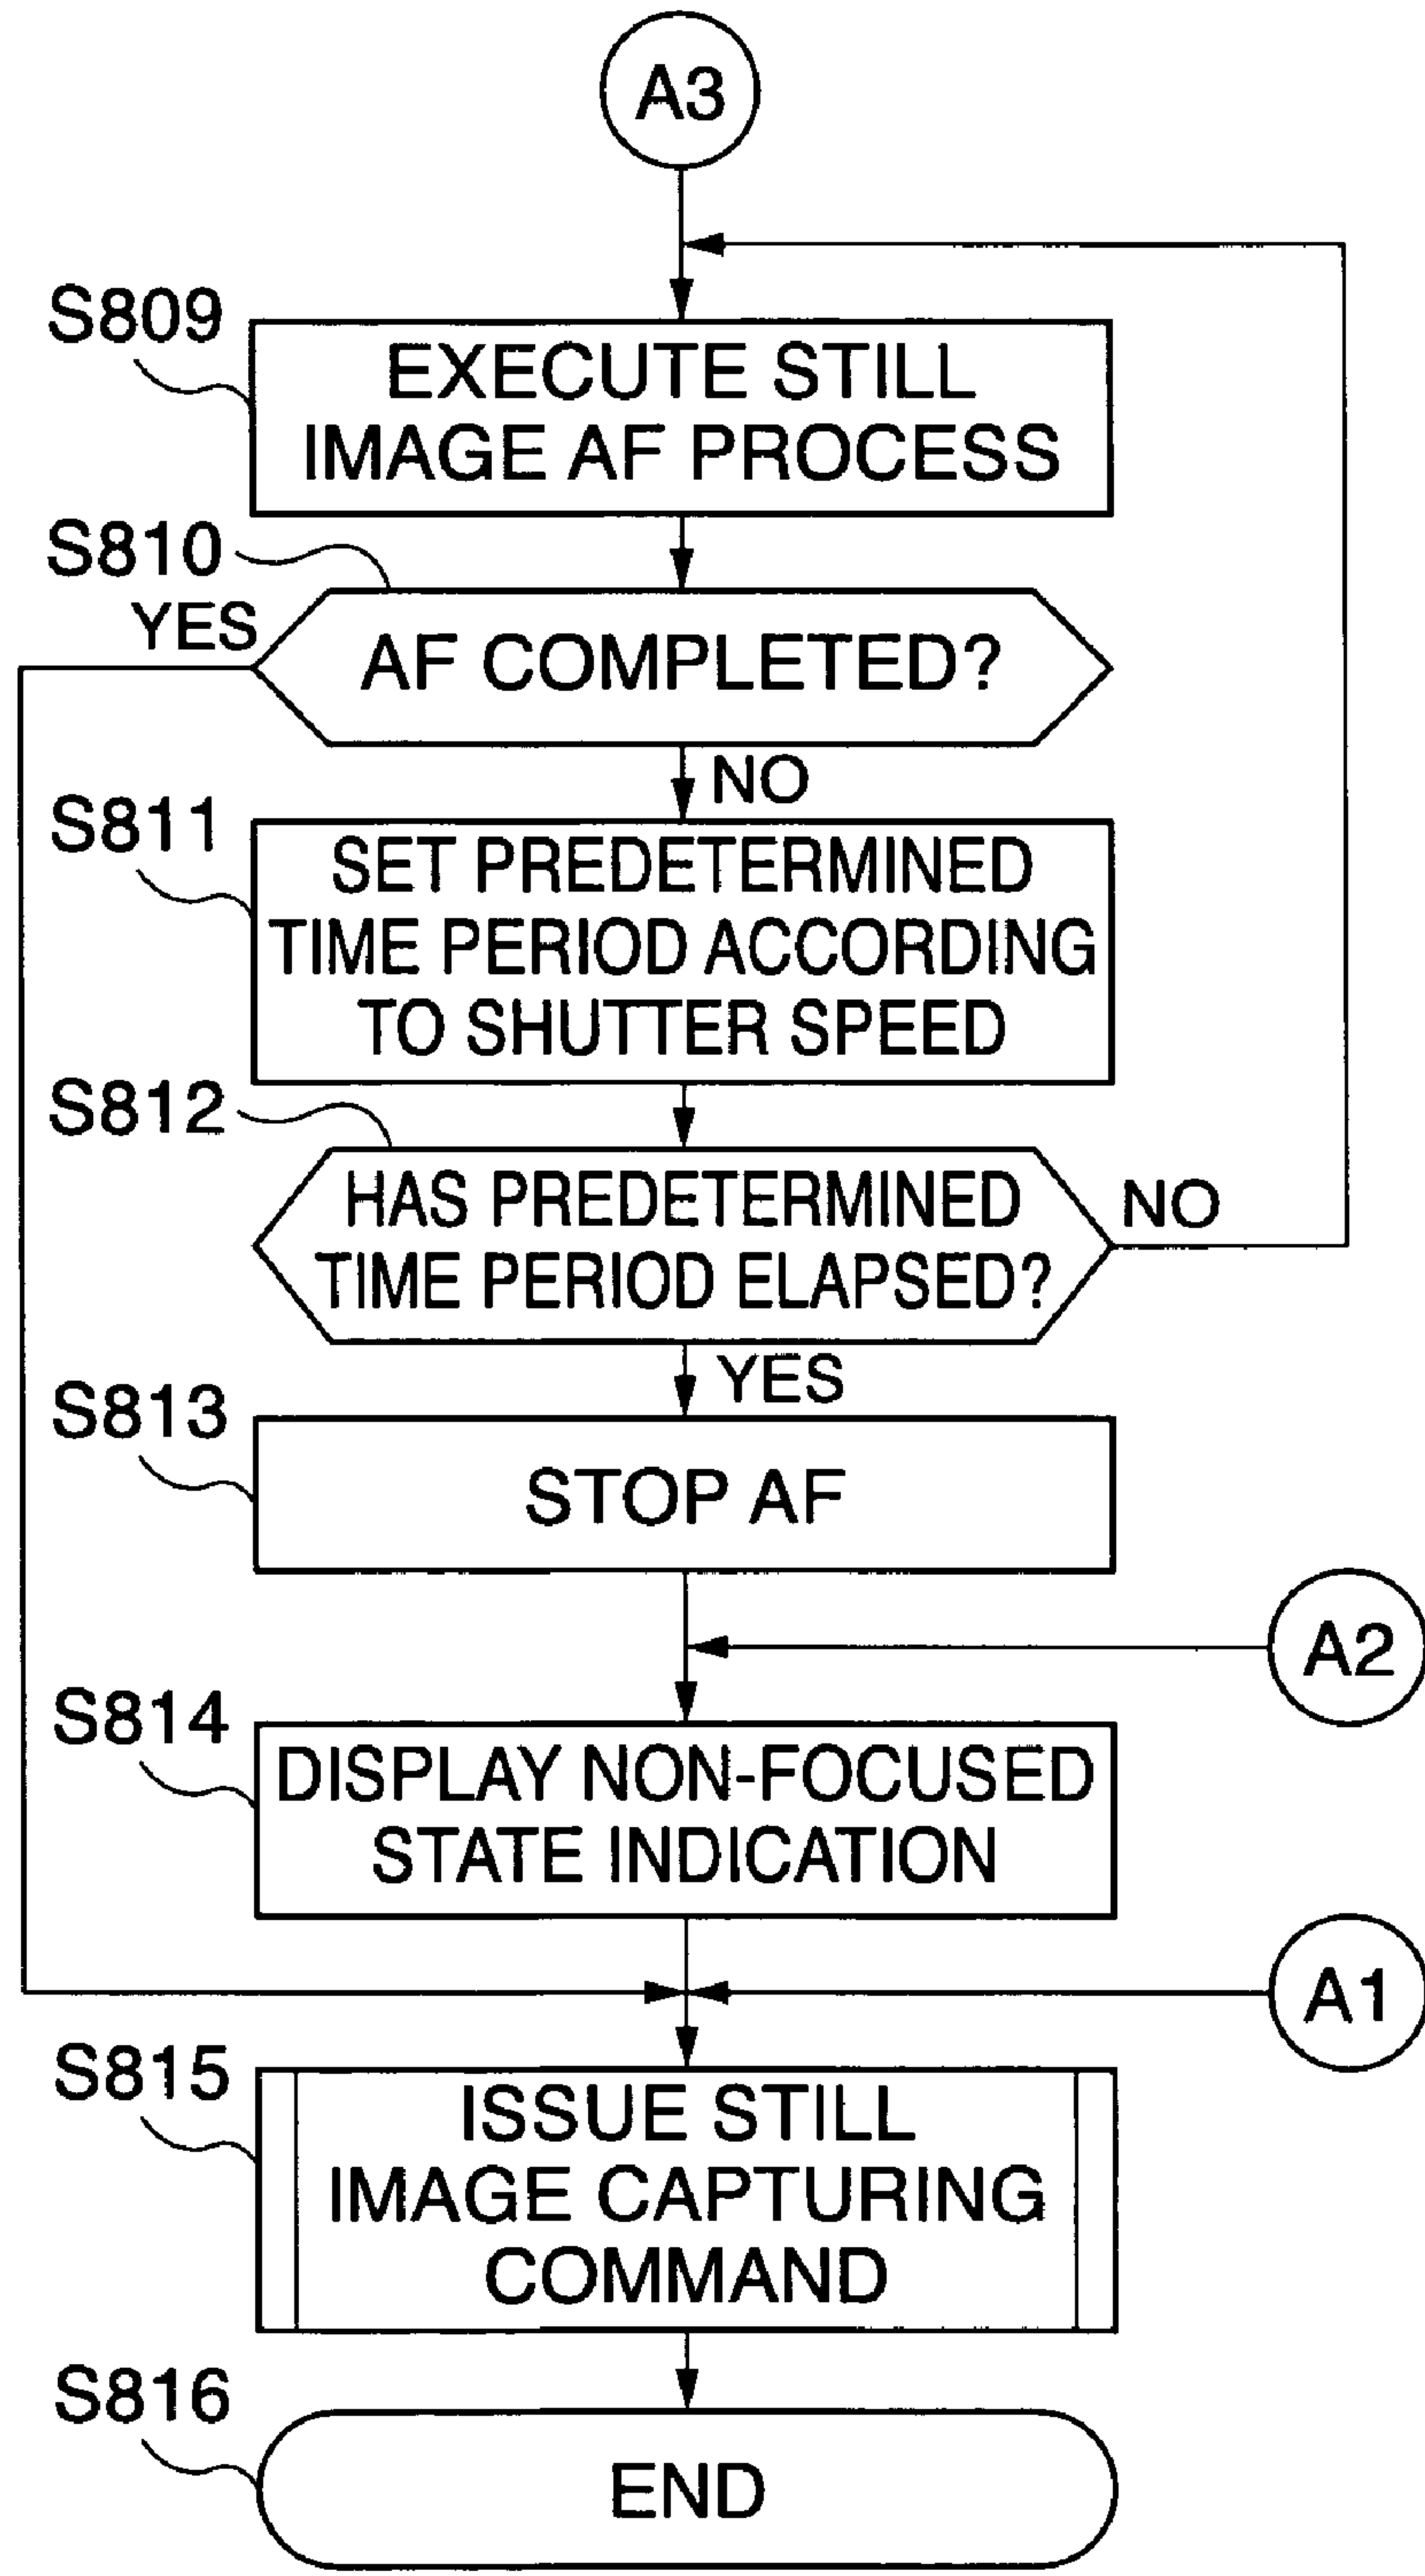 A3
S809
EXECUTE STILL
IMAGE AF PROCESS
S810
YES
AF COMPLETED?
NO
S811
SET PREDETERMINED
TIME PERIOD ACCORDING
TO SHUTTER SPEED
S812
HAS PREDETERMINED
TIME PERIOD ELAPSED?
NO
YES
S813
STOP AF
A2
S814
DISPLAY NON-FOCUSED
STATE INDICATION
A1
S815
ISSUE STILL
IMAGE CAPTURING
COMMAND
S816
END